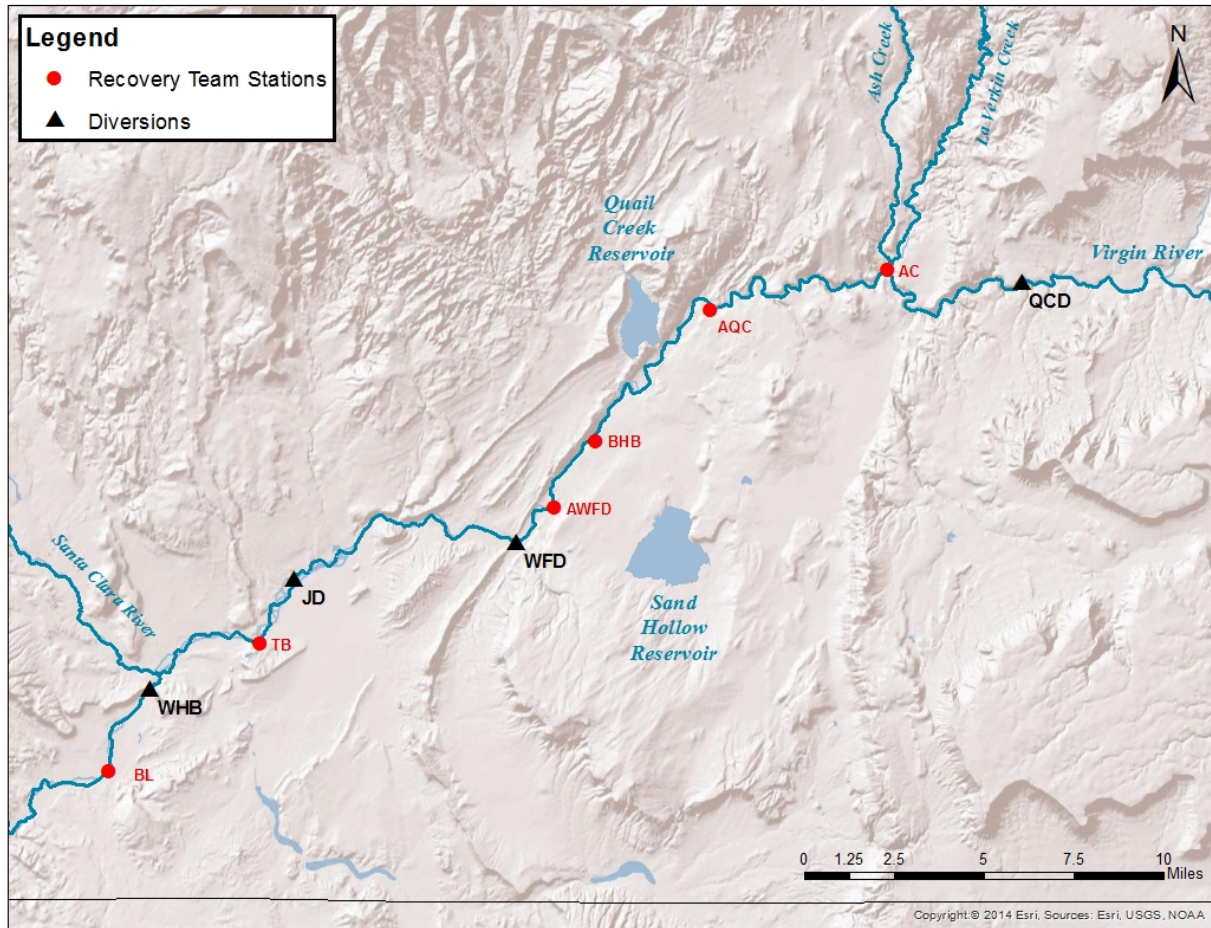 Legend
Recovery Team Stations
Diversions
N
Ash Creek
La Verkin Creek
Quail
Creek
Reservoir
Virgin River
AC
QCD
AQC
BHB
AWFD
WFD
Santa Clara River
JD
Sand
Hollow
Reservoir
TB
WHB
BL
0 1.25 2.5 5 7.5 10
Miles
Copyright:© 2014 Esri, Sources: Esri, USGS, NOAA